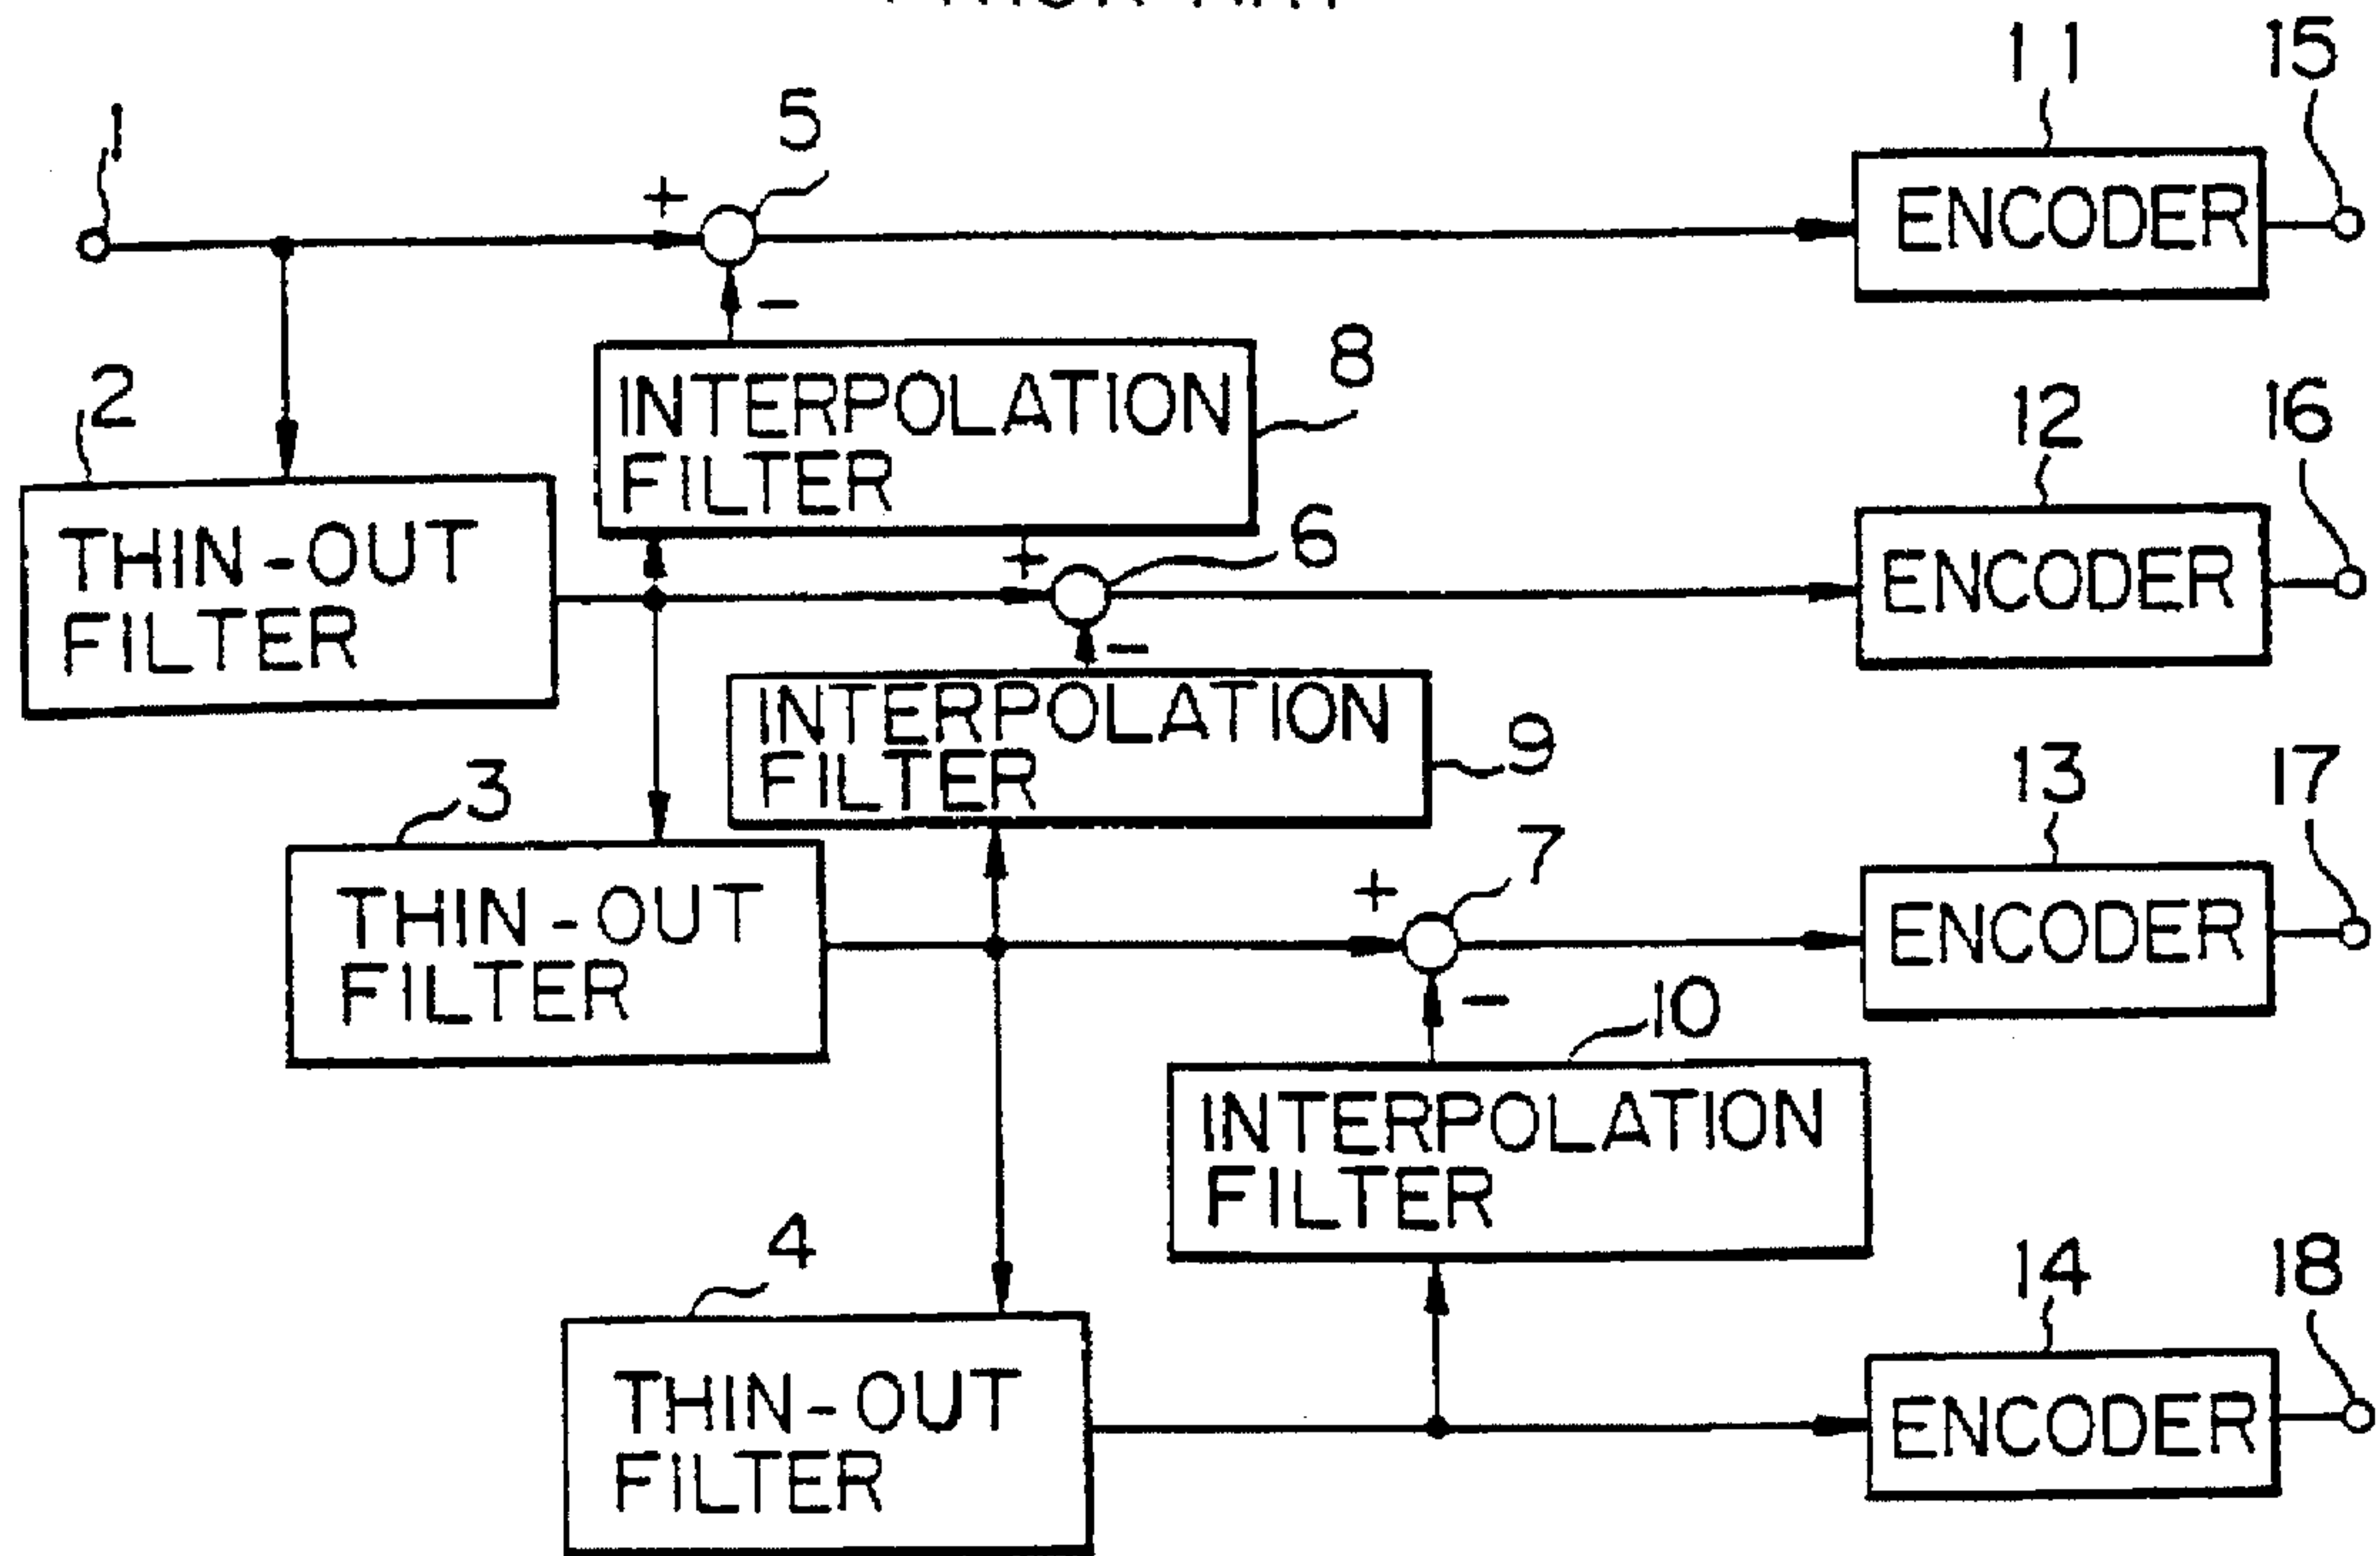 11 15
1 5
+
ENCODER
-
8
INTERPOLATION
FILTER
2
12 16
6
+
THIN-OUT
FILTER
ENCODER
-
INTERPOLATION
FILTER
9
3
13 17
7
+
THIN-OUT
FILTER
ENCODER
-
10
INTERPOLATION
FILTER
4
14 18
THIN-OUT
FILTER
ENCODER